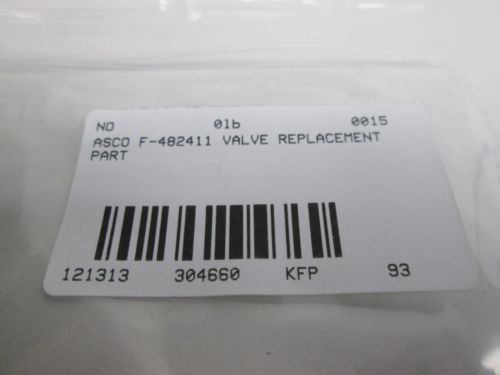 NO 01b 0015
ASCO F-482411 VALVE REPLACEMENT
PART
121313 304660 KFP 93